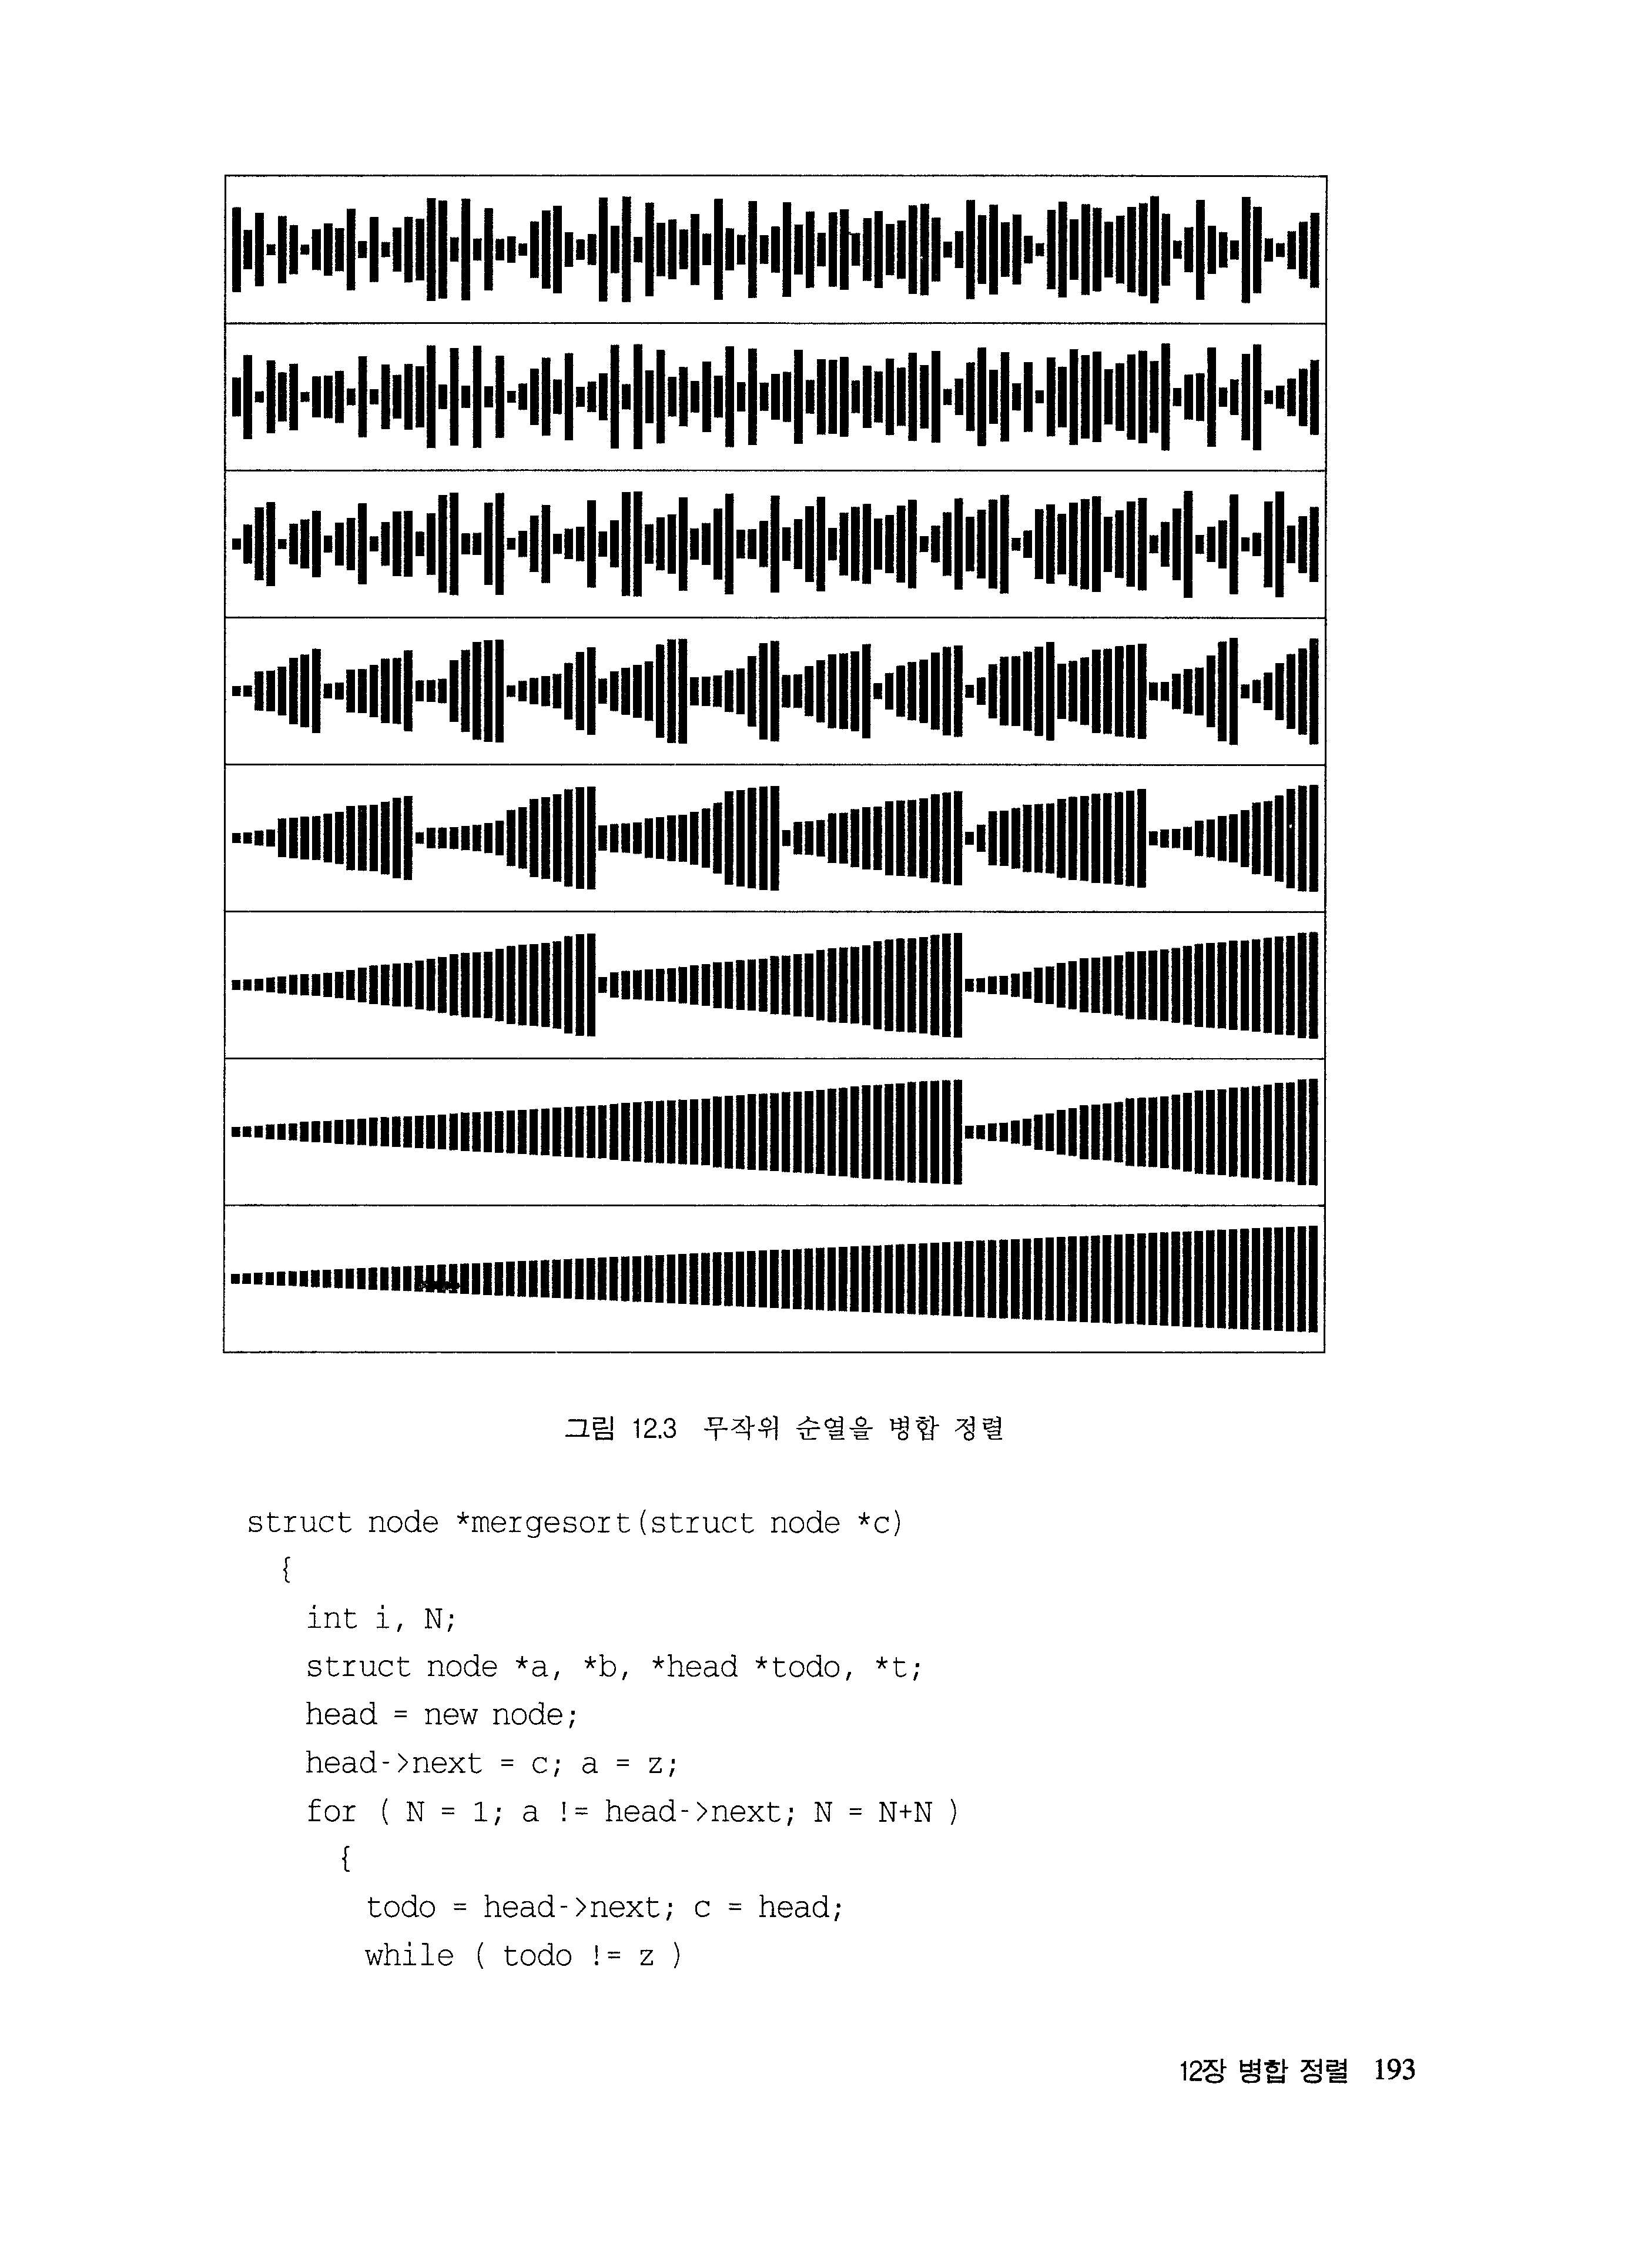 그림 12.3 무작위 순열을 병합 정렬
struct node *mergesort(struct node *c)
{
int i, N;
struct node *a, *b, *head *todo, *t;
head = new node;
head->next = c; a = z;
for ( N = 1; a != head->next; N = N+N )
{
todo = head->next; c = head;
while ( todo != z )
12장 병합 정렬 193